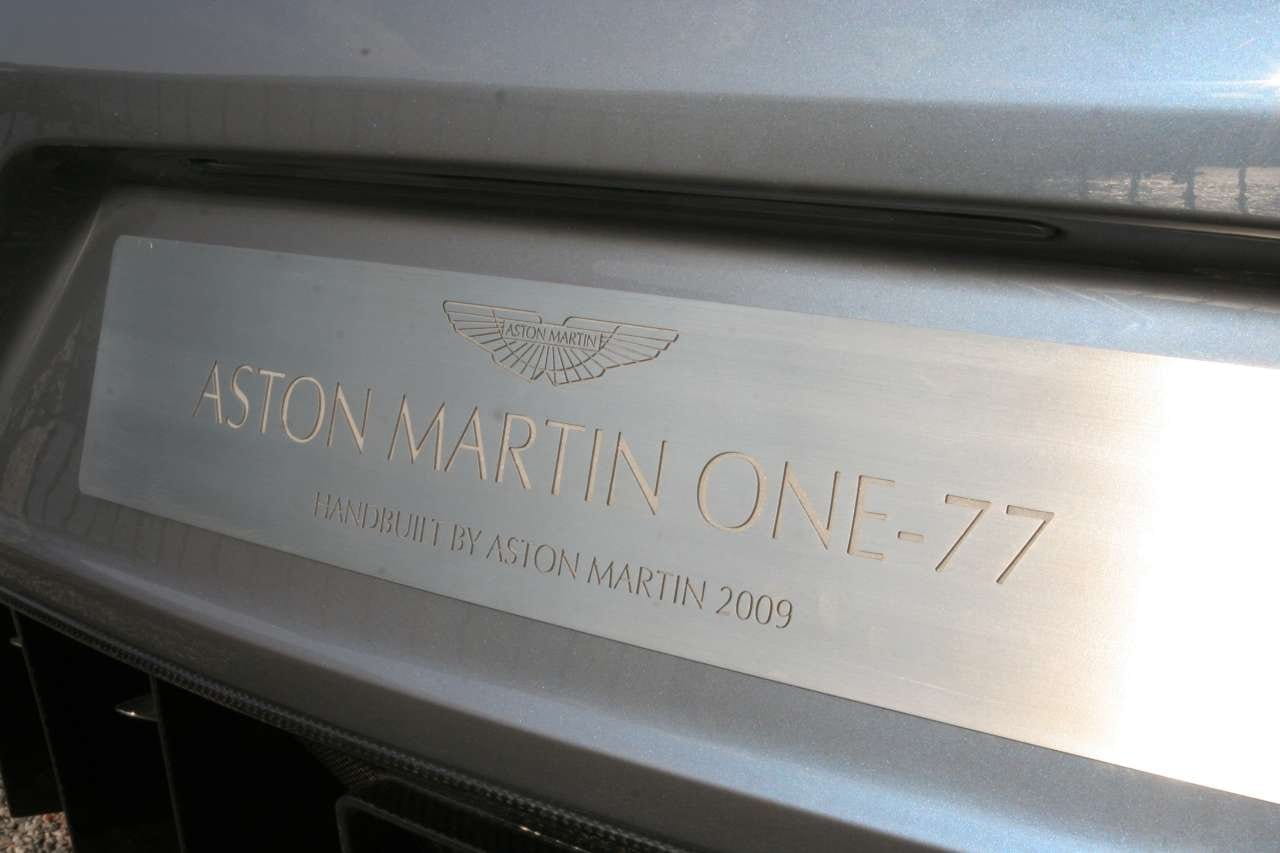 ASTON MARTIN
ASTON MARTIN ONE-77
HANDBUILT BY ASTON MARTIN 2009